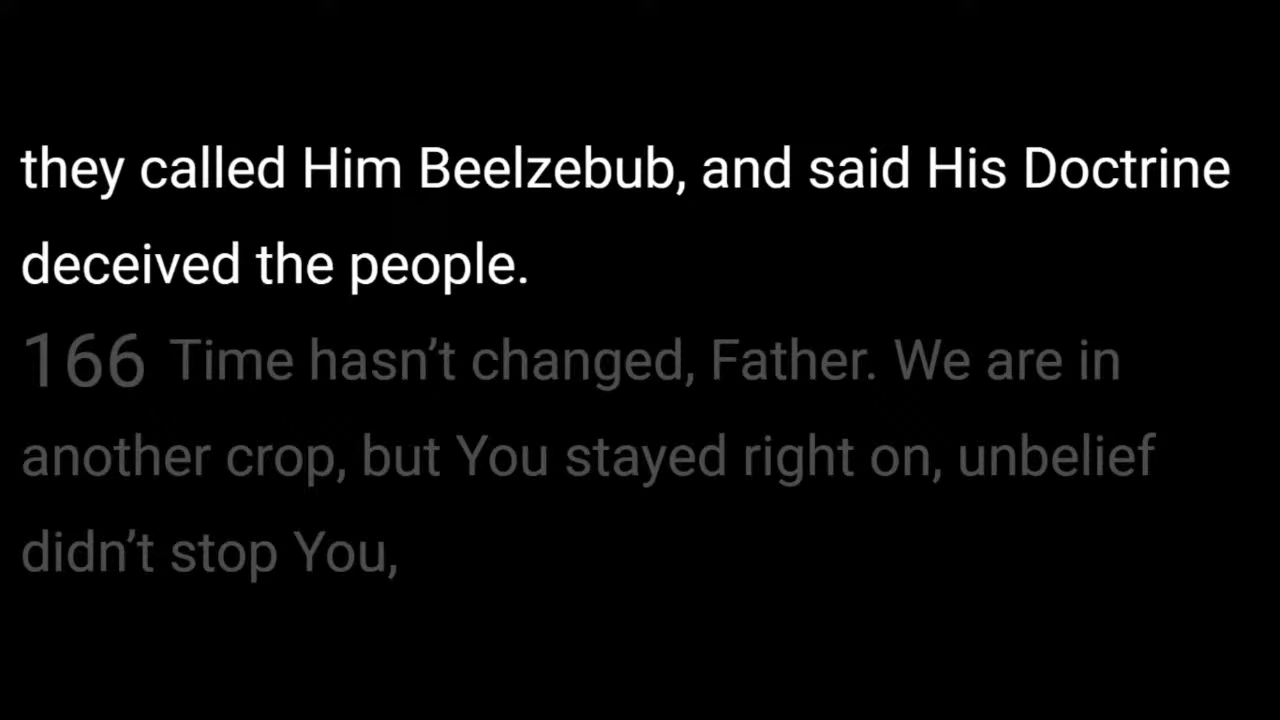 they called Him Beelzebub, and said His Doctrine
deceived the people.
166 Time hasn’t changed, Father. We are in
another crop, but You stayed right on, unbelief
didn’t stop You,